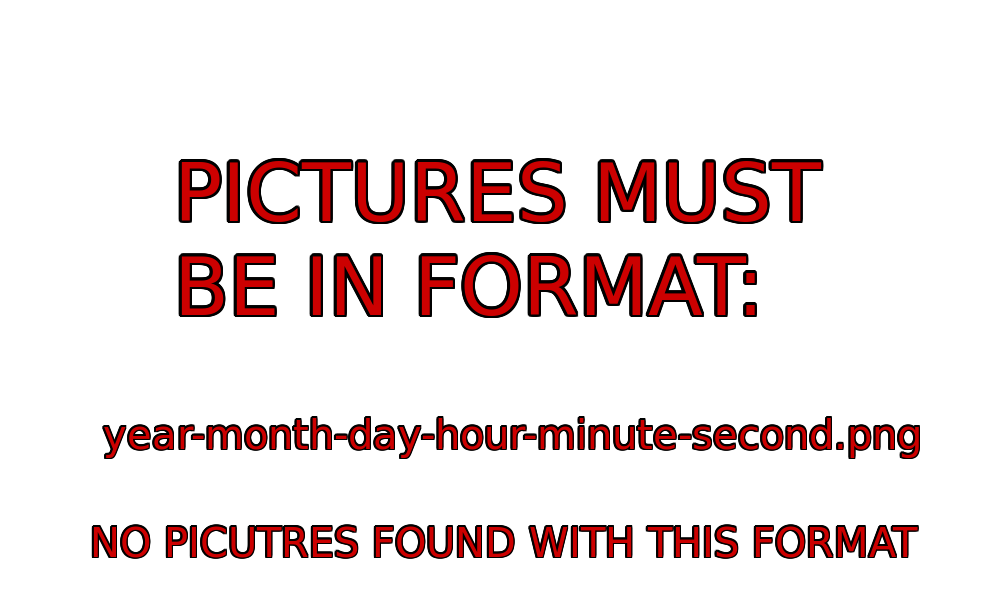 PICTURES MUST
BE IN FORMAT:
year-month-day-hour-minute-second.png
NO PICUTRES FOUND WITH THIS FORMAT